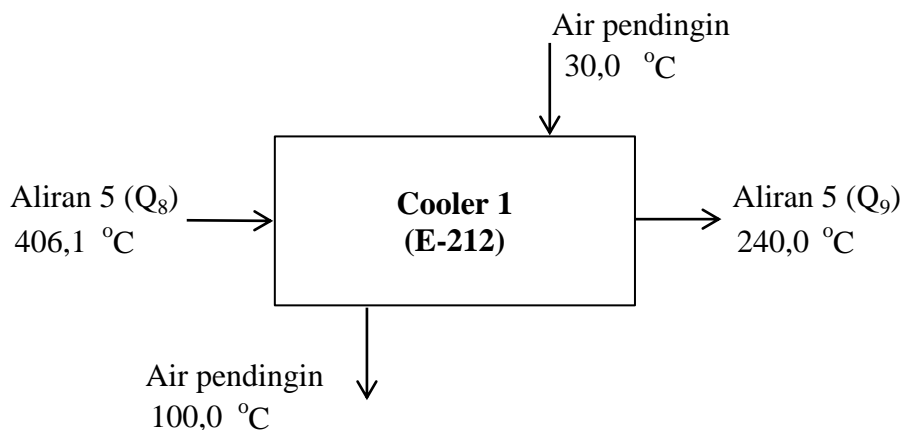 Air pendingin
30,0 °C
Aliran 5 (Q₈)
406,1 °C
Cooler 1
(E-212)
Aliran 5 (Q₉)
240,0 °C
Air pendingin
100,0 °C